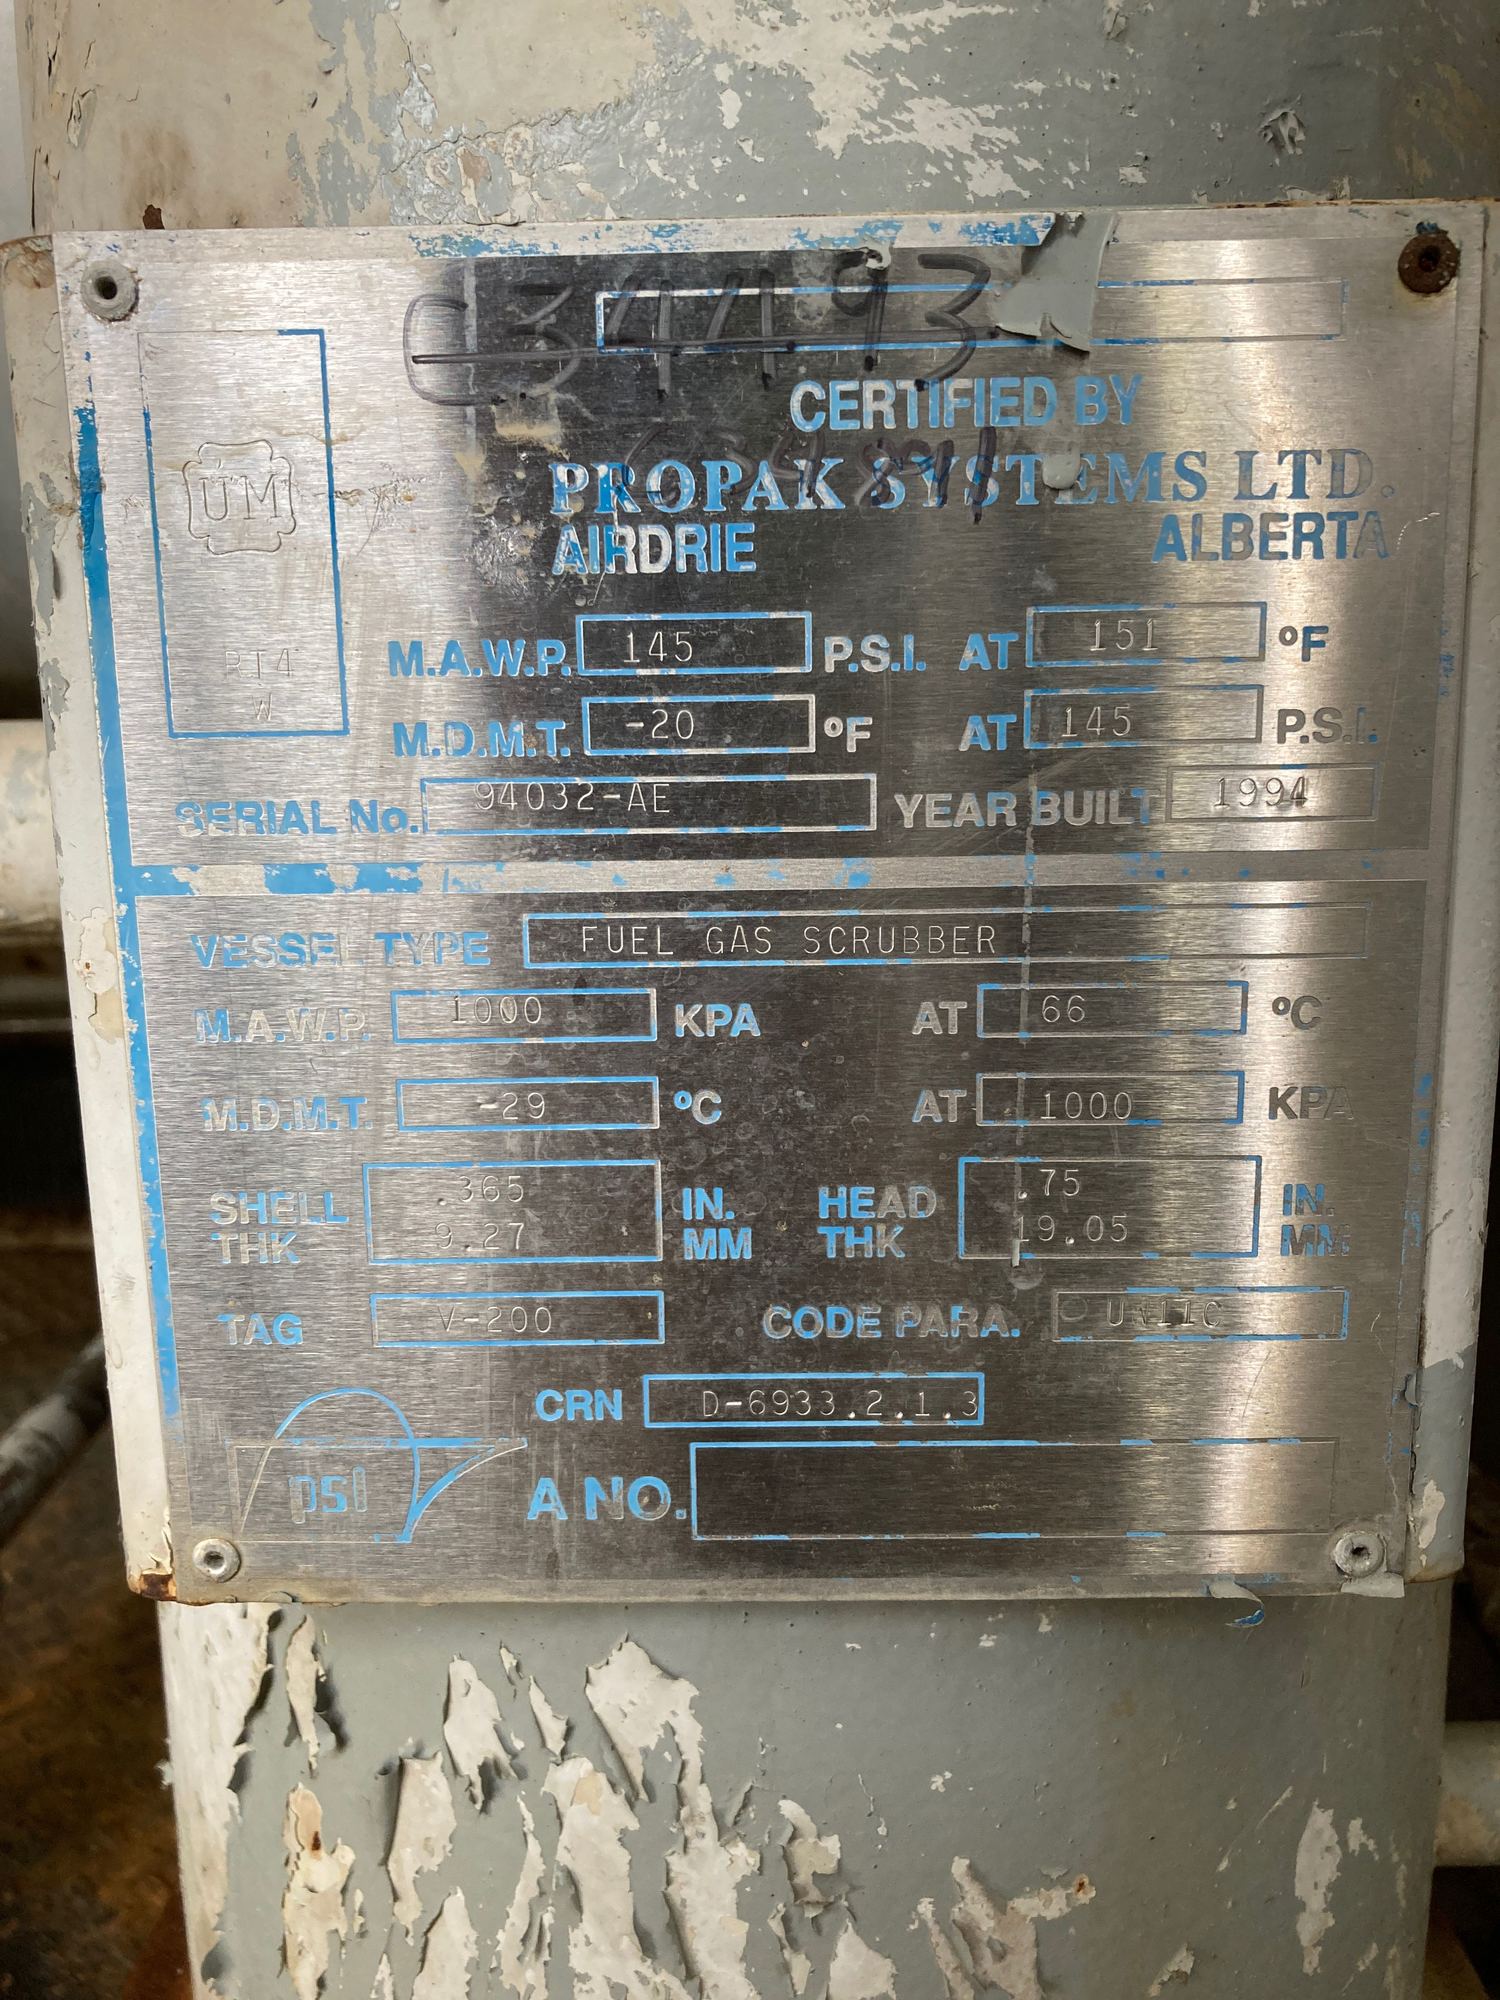 C34493
CERTIFIED BY
PROPAK SYSTEMS LTD.
AIRDRIE ALBERTA
UM
RT4
W
M.A.W.P. 145 P.S.I. AT 151 °F
M.D.M.T. -20 °F AT 145 P.S.I.
SERIAL No. 94032-AE YEAR BUILT 1994
VESSEL TYPE FUEL GAS SCRUBBER
M.A.W.P. 1000 KPA AT 66 °C
M.D.M.T. -29 °C AT 1000 KPA
SHELL .365 IN. HEAD .75 IN.
THK 9.27 MM THK 19.05 MM
TAG V-200 CODE PARA. UW11C
CRN D-6933.2.1.3
psl A NO.